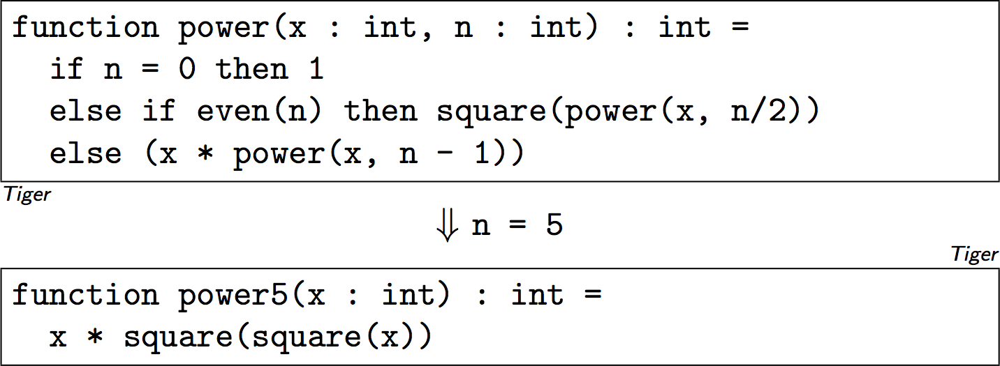 function power(x : int, n : int) : int =
if n = 0 then 1
else if even(n) then square(power(x, n/2))
else (x * power(x, n - 1))
Tiger
⇓ n = 5
Tiger
function power5(x : int) : int =
x * square(square(x))